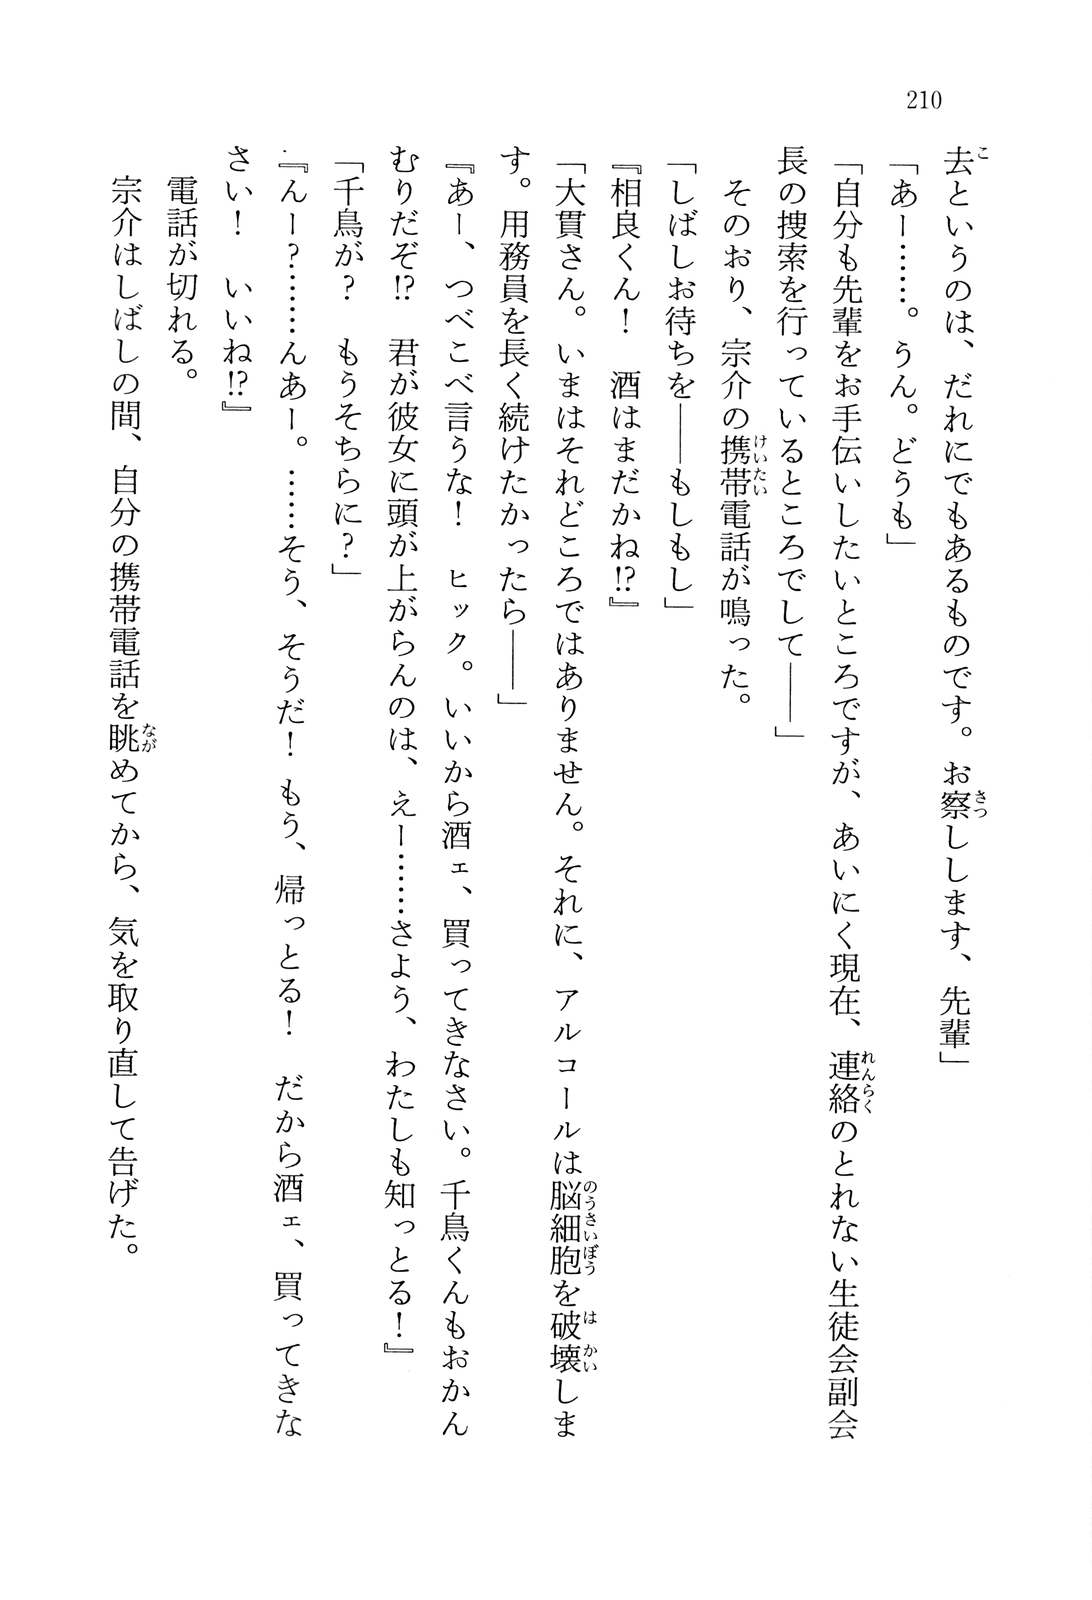 210
去というのは、だれにでもあるものです。お察しします、先輩」
「あー……。うん。どうも」
「自分も先輩をお手伝いしたいところですが、あいにく現在、連絡のとれない生徒会副会
長の捜索を行っているところでして――」
　そのおり、宗介の携帯電話が鳴った。
「しばしお待ちを――もしもし」
『相良くん！　酒はまだかね!?』
「大貫さん。いまはそれどころではありません。それに、アルコールは脳細胞を破壊しま
す。用務員を長く続けたかったら――」
『あー、つべこべ言うな！　ヒック。いいから酒ェ、買ってきなさい。千鳥くんもおかん
むりだぞ!?　君が彼女に頭が上がらんのは、えー……さよう、わたしも知っとる！』
「千鳥が？　もうそちらに？」
『んー？……んあー。……そう、そうだ！もう、帰っとる！　だから酒ェ、買ってきな
さい！　いいね!?』
　電話が切れる。
　宗介はしばしの間、自分の携帯電話を眺めてから、気を取り直して告げた。